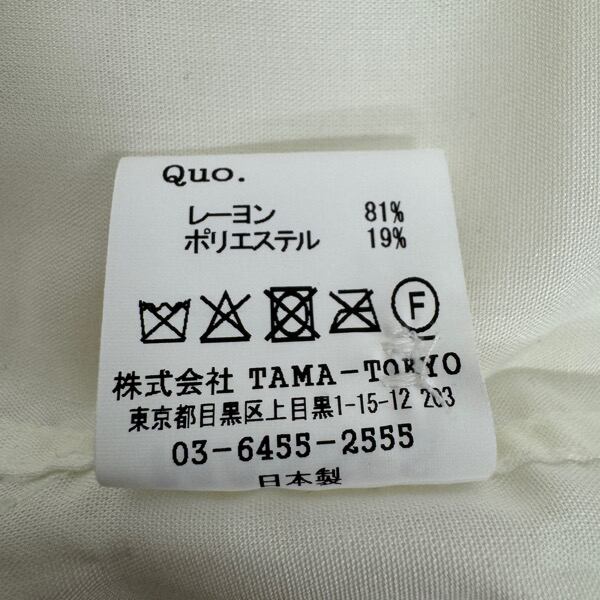 Quo.
レーヨン 81%
ポリエステル 19%
F
株式会社 TAMA-TOKYO
東京都目黒区上目黒1-15-12 203
03-6455-2555
日本製